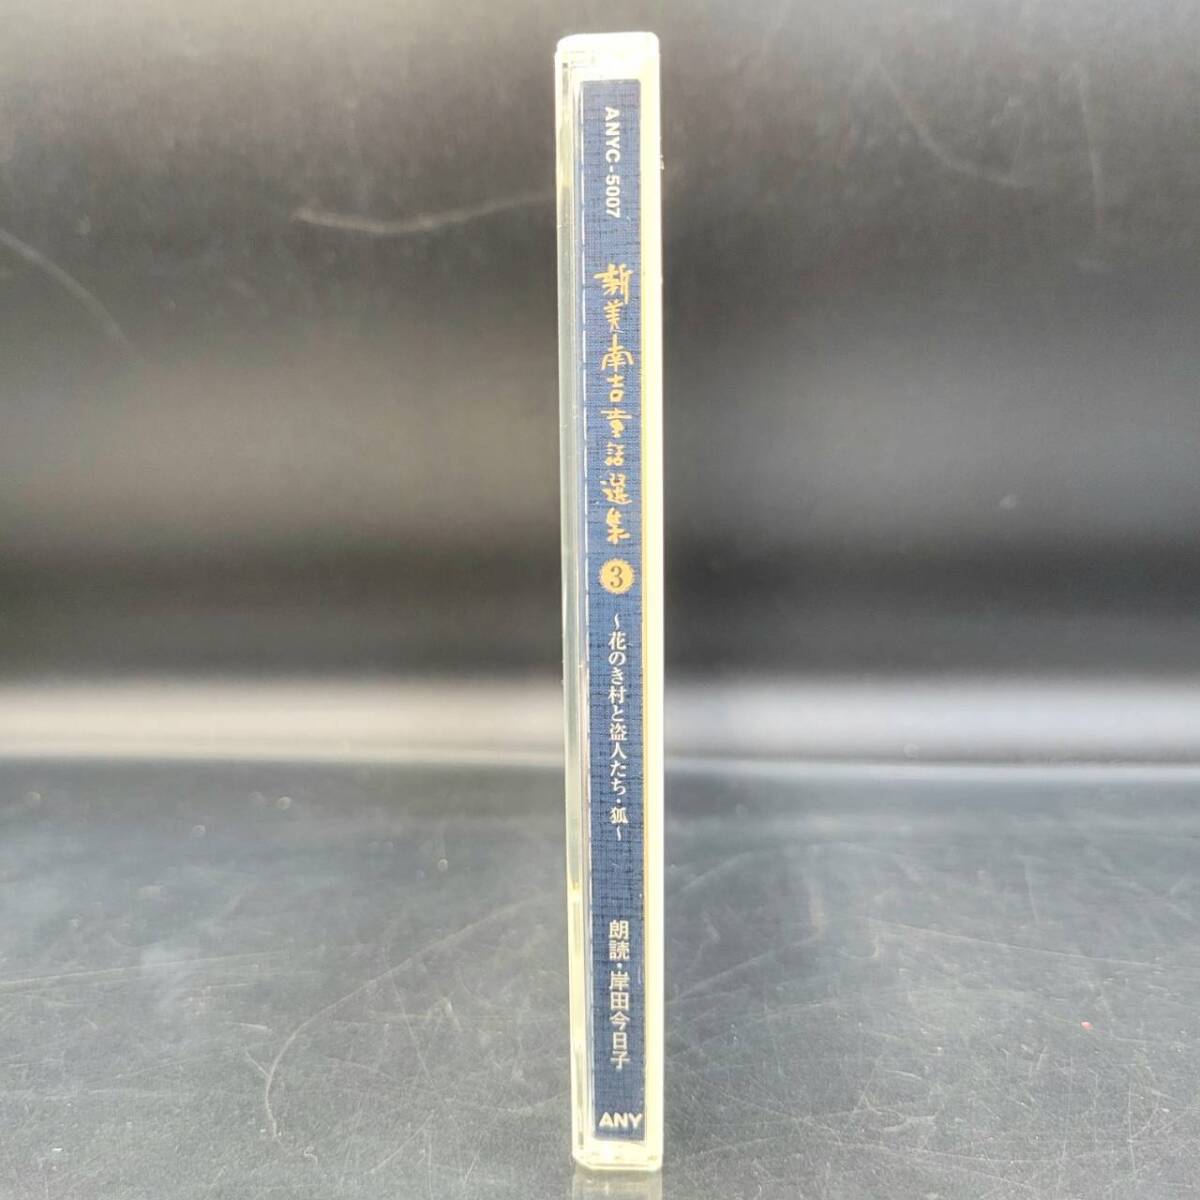 ANYC-5007
新美南吉童話選集
3
~花のき村と盗人たち・狐~
朗読・岸田今日子
ANY